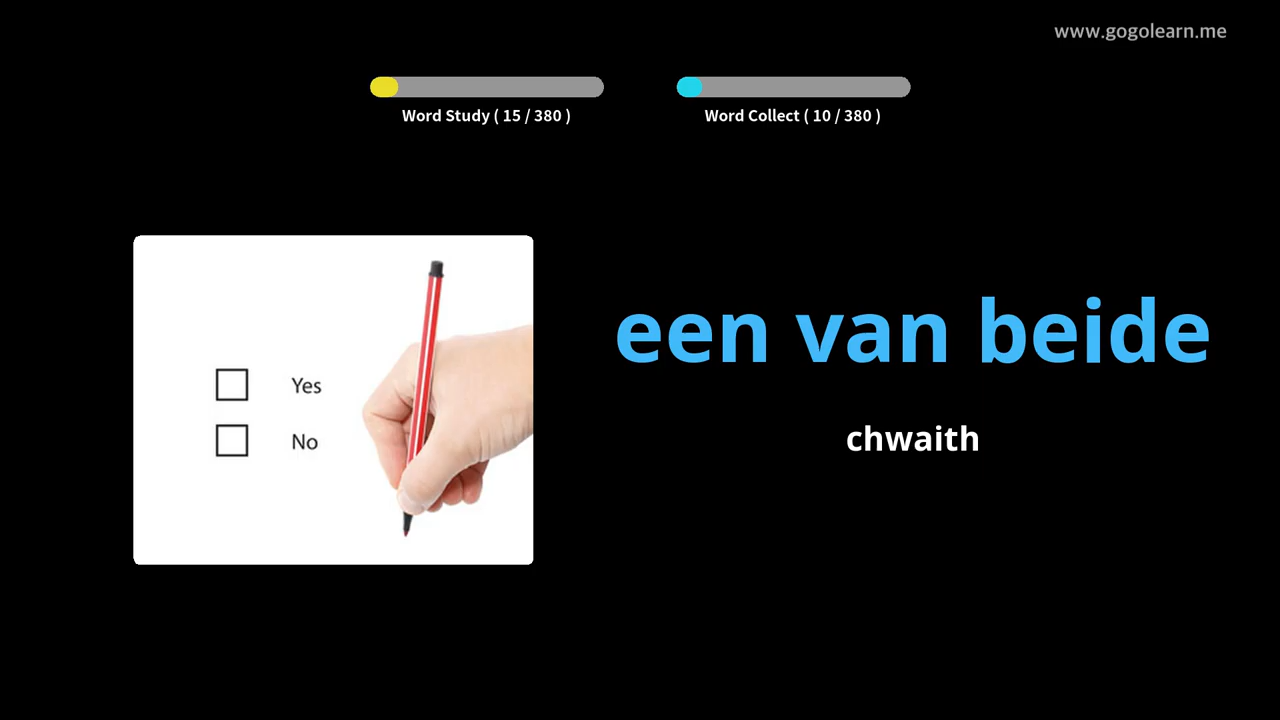 www.gogolearn.me
Word Study ( 15 / 380 )
Word Collect ( 10 / 380 )
Yes
No
een van beide
chwaith